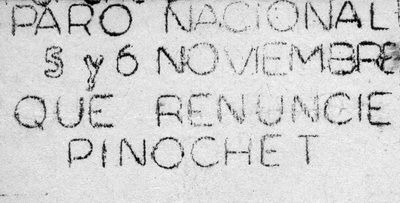 PARO NACIONAL
5 y 6 NOVIEMBRE
QUE RENUNCIE
PINOCHET